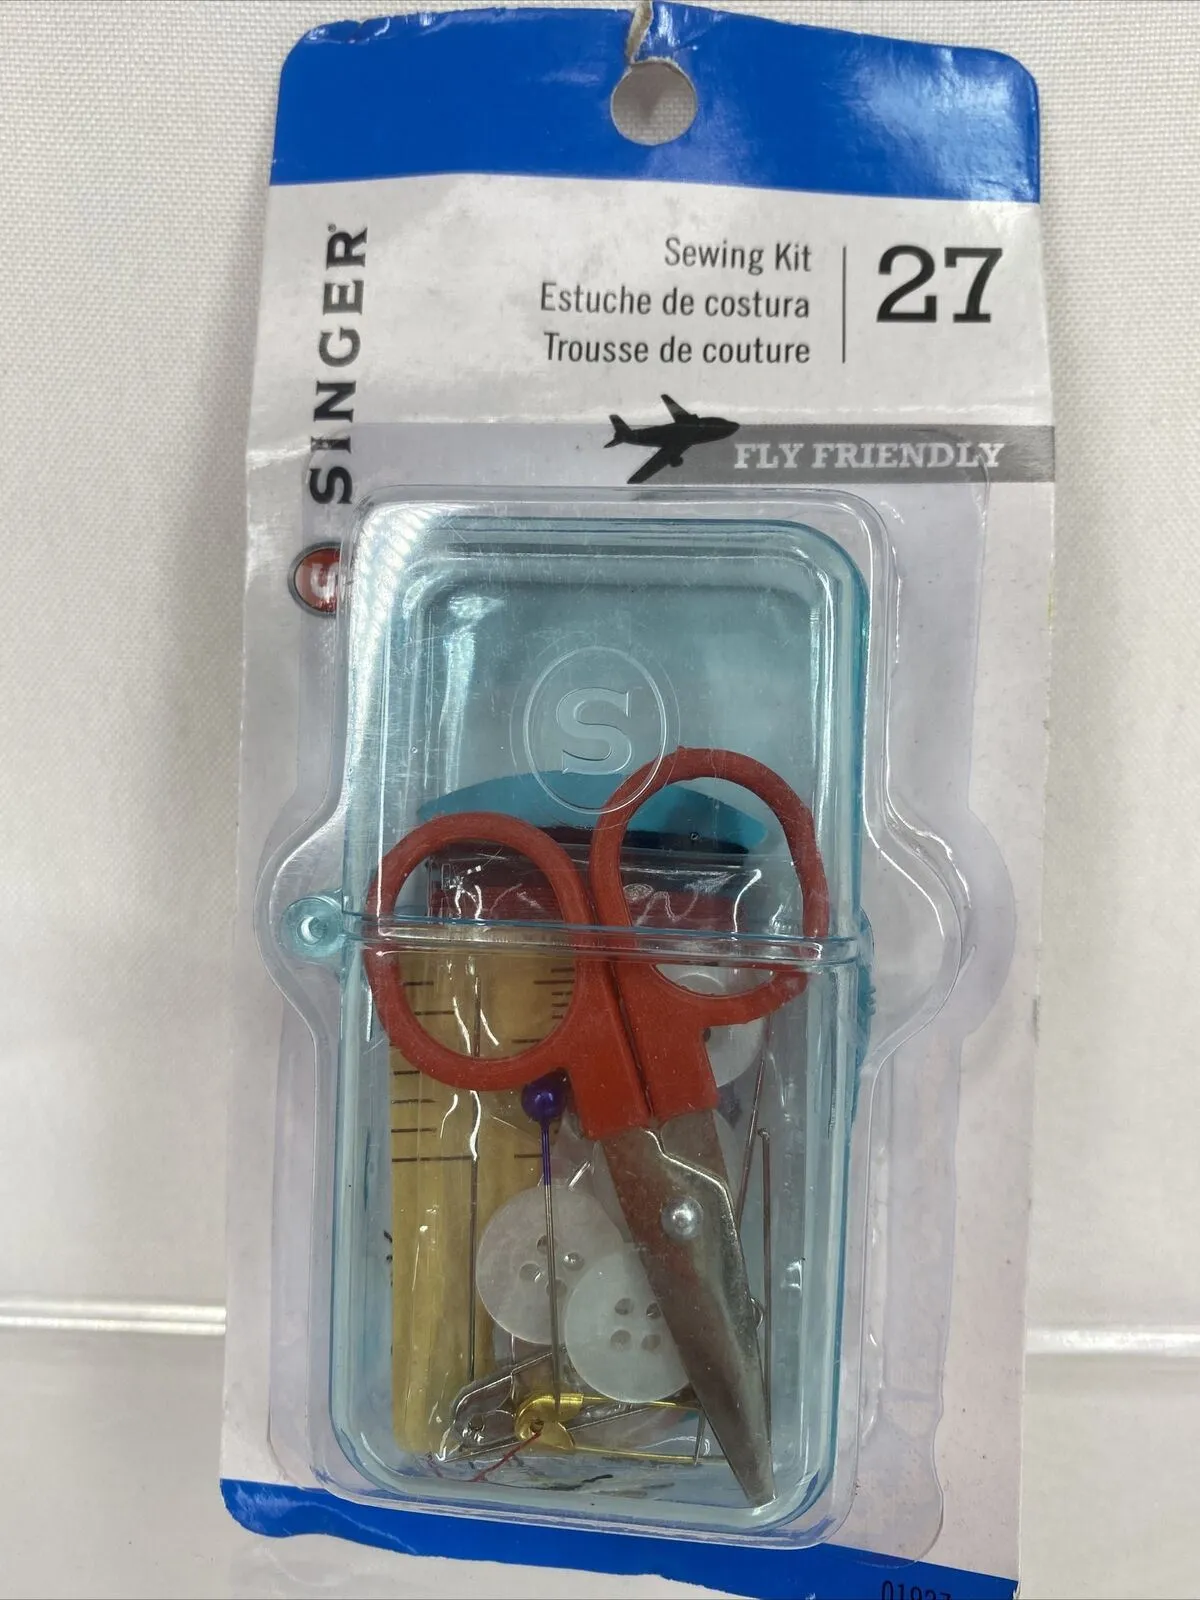 Sewing Kit
Estuche de costura
Trousse de couture
27
SINGER®
S
FLY FRIENDLY
S